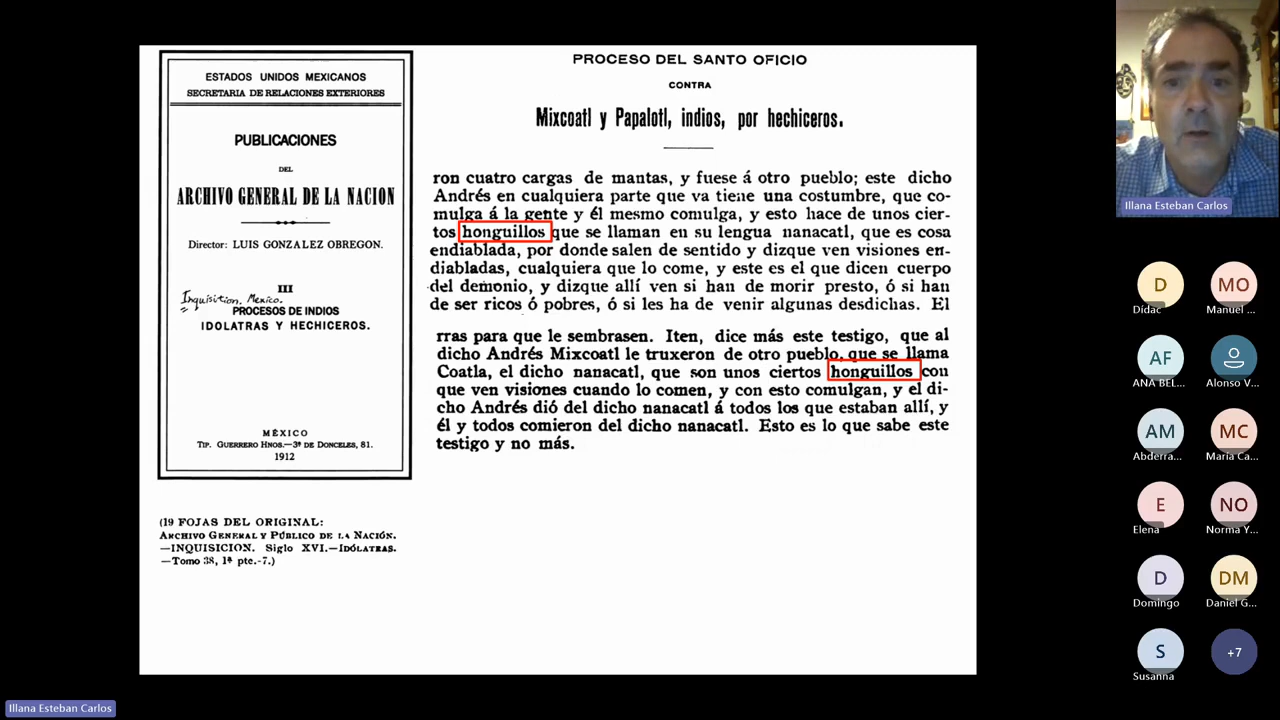 ESTADOS UNIDOS MEXICANOS
SECRETARIA DE RELACIONES EXTERIORES
PUBLICACIONES
DEL
ARCHIVO GENERAL DE LA NACION
Director: LUIS GONZALEZ OBREGON.
III
Inquisition. Mexico.
PROCESOS DE INDIOS
IDOLATRAS Y HECHICEROS.
MÉXICO
TIP. GUERRERO HNOS.—3ª DE DONCELES, 81.
1912
(19 FOJAS DEL ORIGINAL:
ARCHIVO GENERAL Y PÚBLICO DE LA NACIÓN.
—INQUISICION. Siglo XVI.—IDÓLATRAS.
—Tomo 38, 1ª pte.-7.)
PROCESO DEL SANTO OFICIO
CONTRA
Mixcoatl y Papalotl, indios, por hechiceros.
ron cuatro cargas de mantas, y fuese á otro pueblo; este dicho
Andrés en cualquiera parte que va tiene una costumbre, que co-
mulga á la gente y él mesmo comulga, y esto hace de unos cier-
tos honguillos que se llaman en su lengua nanacatl, que es cosa
endiablada, por donde salen de sentido y dizque ven visiones en-
diabladas, cualquiera que lo come, y este es el que dicen cuerpo
del demonio, y dizque allí ven si han de morir presto, ó si han
de ser ricos ó pobres, ó si les ha de venir algunas desdichas. El
rras para que le sembrasen. Iten, dice más este testigo, que al
dicho Andrés Mixcoatl le truxeron de otro pueblo, que se llama
Coatla, el dicho nanacatl, que son unos ciertos honguillos con
que ven visiones cuando lo comen, y con esto comulgan, y el di-
cho Andrés dió del dicho nanacatl á todos los que estaban allí, y
él y todos comieron del dicho nanacatl. Esto es lo que sabe este
testigo y no más.
Illana Esteban Carlos
D
Dídac
MO
Manuel ...
AF
ANA BEL...
Alonso V...
AM
Abderra...
MC
María Ca...
E
Elena
NO
Norma Y...
D
Domingo
DM
Daniel G...
S
Susanna
+7
Illana Esteban Carlos